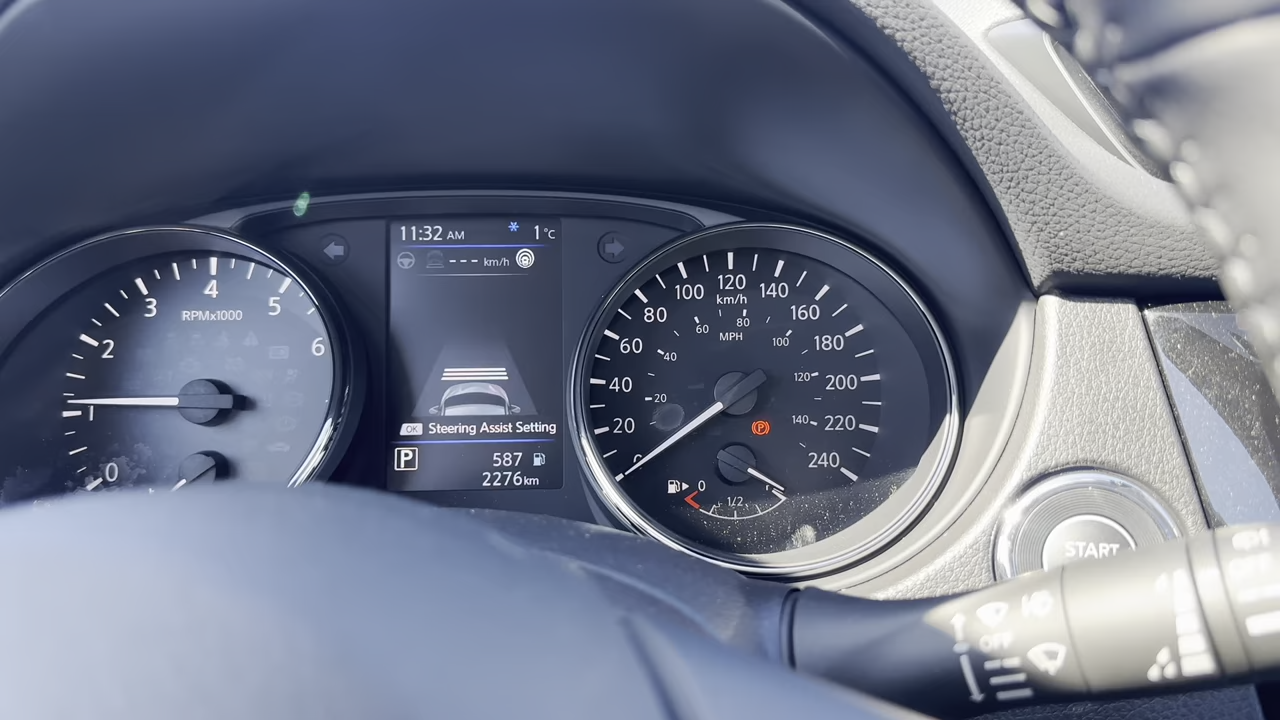 11:32 AM
1°C
--- km/h
0
1
2
3
4
5
6
RPMx1000
OK Steering Assist Setting
P
587
2276km
0
20
40
60
80
100
120
140
160
180
200
220
240
km/h
20
40
60
80
100
120
140
MPH
P
0
1/2
START
OFF